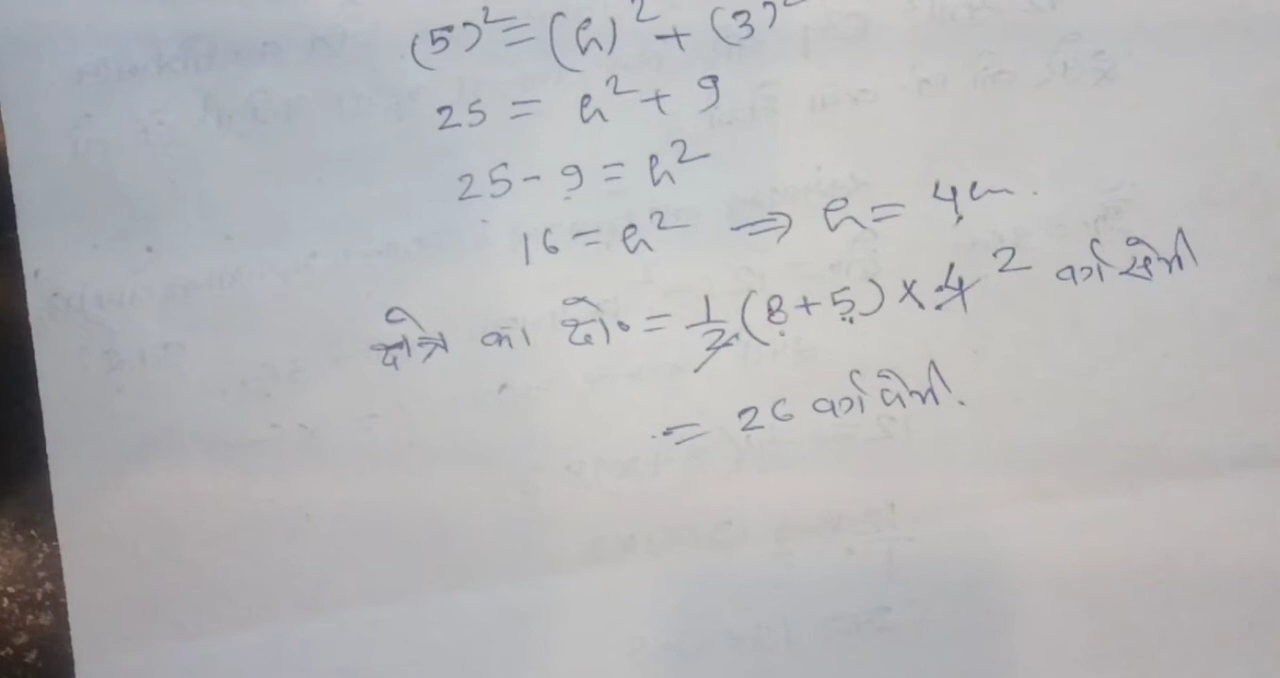 (5)² = (h)² + (3)²
25 = h² + 9
25 - 9 = h²
16 = h² ⇒ h = 4 cm.
क्षेत्र का क्षे० = 1/2 (8+5) × 4 2 वर्ग सेमी
= 26 वर्ग सेमी.